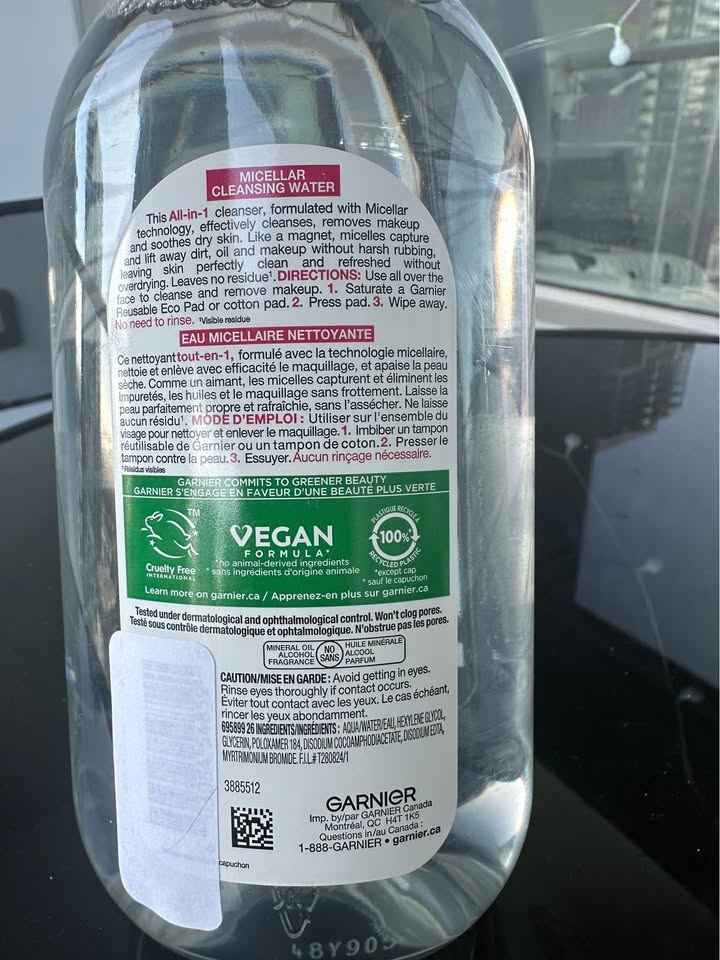 MICELLAR
CLEANSING WATER
This All-in-1 cleanser, formulated with Micellar
technology, effectively cleanses, removes makeup
and soothes dry skin. Like a magnet, micelles capture
and lift away dirt, oil and makeup without harsh rubbing,
leaving skin perfectly clean and refreshed without
overdrying. Leaves no residue¹. DIRECTIONS: Use all over the
face to cleanse and remove makeup. 1. Saturate a Garnier
Reusable Eco Pad or cotton pad. 2. Press pad. 3. Wipe away.
No need to rinse. ¹Visible residue
EAU MICELLAIRE NETTOYANTE
Ce nettoyant tout-en-1, formulé avec la technologie micellaire,
nettoie et enlève avec efficacité le maquillage, et apaise la peau
sèche. Comme un aimant, les micelles capturent et éliminent les
impuretés, les huiles et le maquillage sans frottement. Laisse la
peau parfaitement propre et rafraîchie, sans l'assécher. Ne laisse
aucun résidu¹. MODE D'EMPLOI : Utiliser sur l'ensemble du
visage pour nettoyer et enlever le maquillage. 1. Imbiber un tampon
réutilisable de Garnier ou un tampon de coton. 2. Presser le
tampon contre la peau. 3. Essuyer. Aucun rinçage nécessaire.
¹Résidus visibles
GARNIER COMMITS TO GREENER BEAUTY
GARNIER S'ENGAGE EN FAVEUR D'UNE BEAUTÉ PLUS VERTE
TM
Cruelty Free
INTERNATIONAL
VEGAN
FORMULA*
*no animal-derived ingredients
* sans ingrédients d'origine animale
PLASTIQUE RECYCLÉ
100%*
RECYCLED PLASTIC
*except cap
* sauf le capuchon
Learn more on garnier.ca / Apprenez-en plus sur garnier.ca
Tested under dermatological and ophthalmological control. Won't clog pores.
Testé sous contrôle dermatologique et ophtalmologique. N'obstrue pas les pores.
MINERAL OIL
ALCOHOL
FRAGRANCE
NO
SANS
HUILE MINÉRALE
ALCOOL
PARFUM
CAUTION/MISE EN GARDE : Avoid getting in eyes.
Rinse eyes thoroughly if contact occurs.
Éviter tout contact avec les yeux. Le cas échéant,
rincer les yeux abondamment.
695899 26 INGREDIENTS/INGRÉDIENTS : AQUA/WATER/EAU, HEXYLENE GLYCOL,
GLYCERIN, POLOXAMER 184, DISODIUM COCOAMPHODIACETATE, DISODIUM EDTA,
MYRTRIMONIUM BROMIDE. F.I.L.# T280824/1
3885512
GARNIER
Imp. by/par GARNIER Canada
Montréal, QC H4T 1K5
Questions in/au Canada :
1-888-GARNIER • garnier.ca
capuchon
48Y905